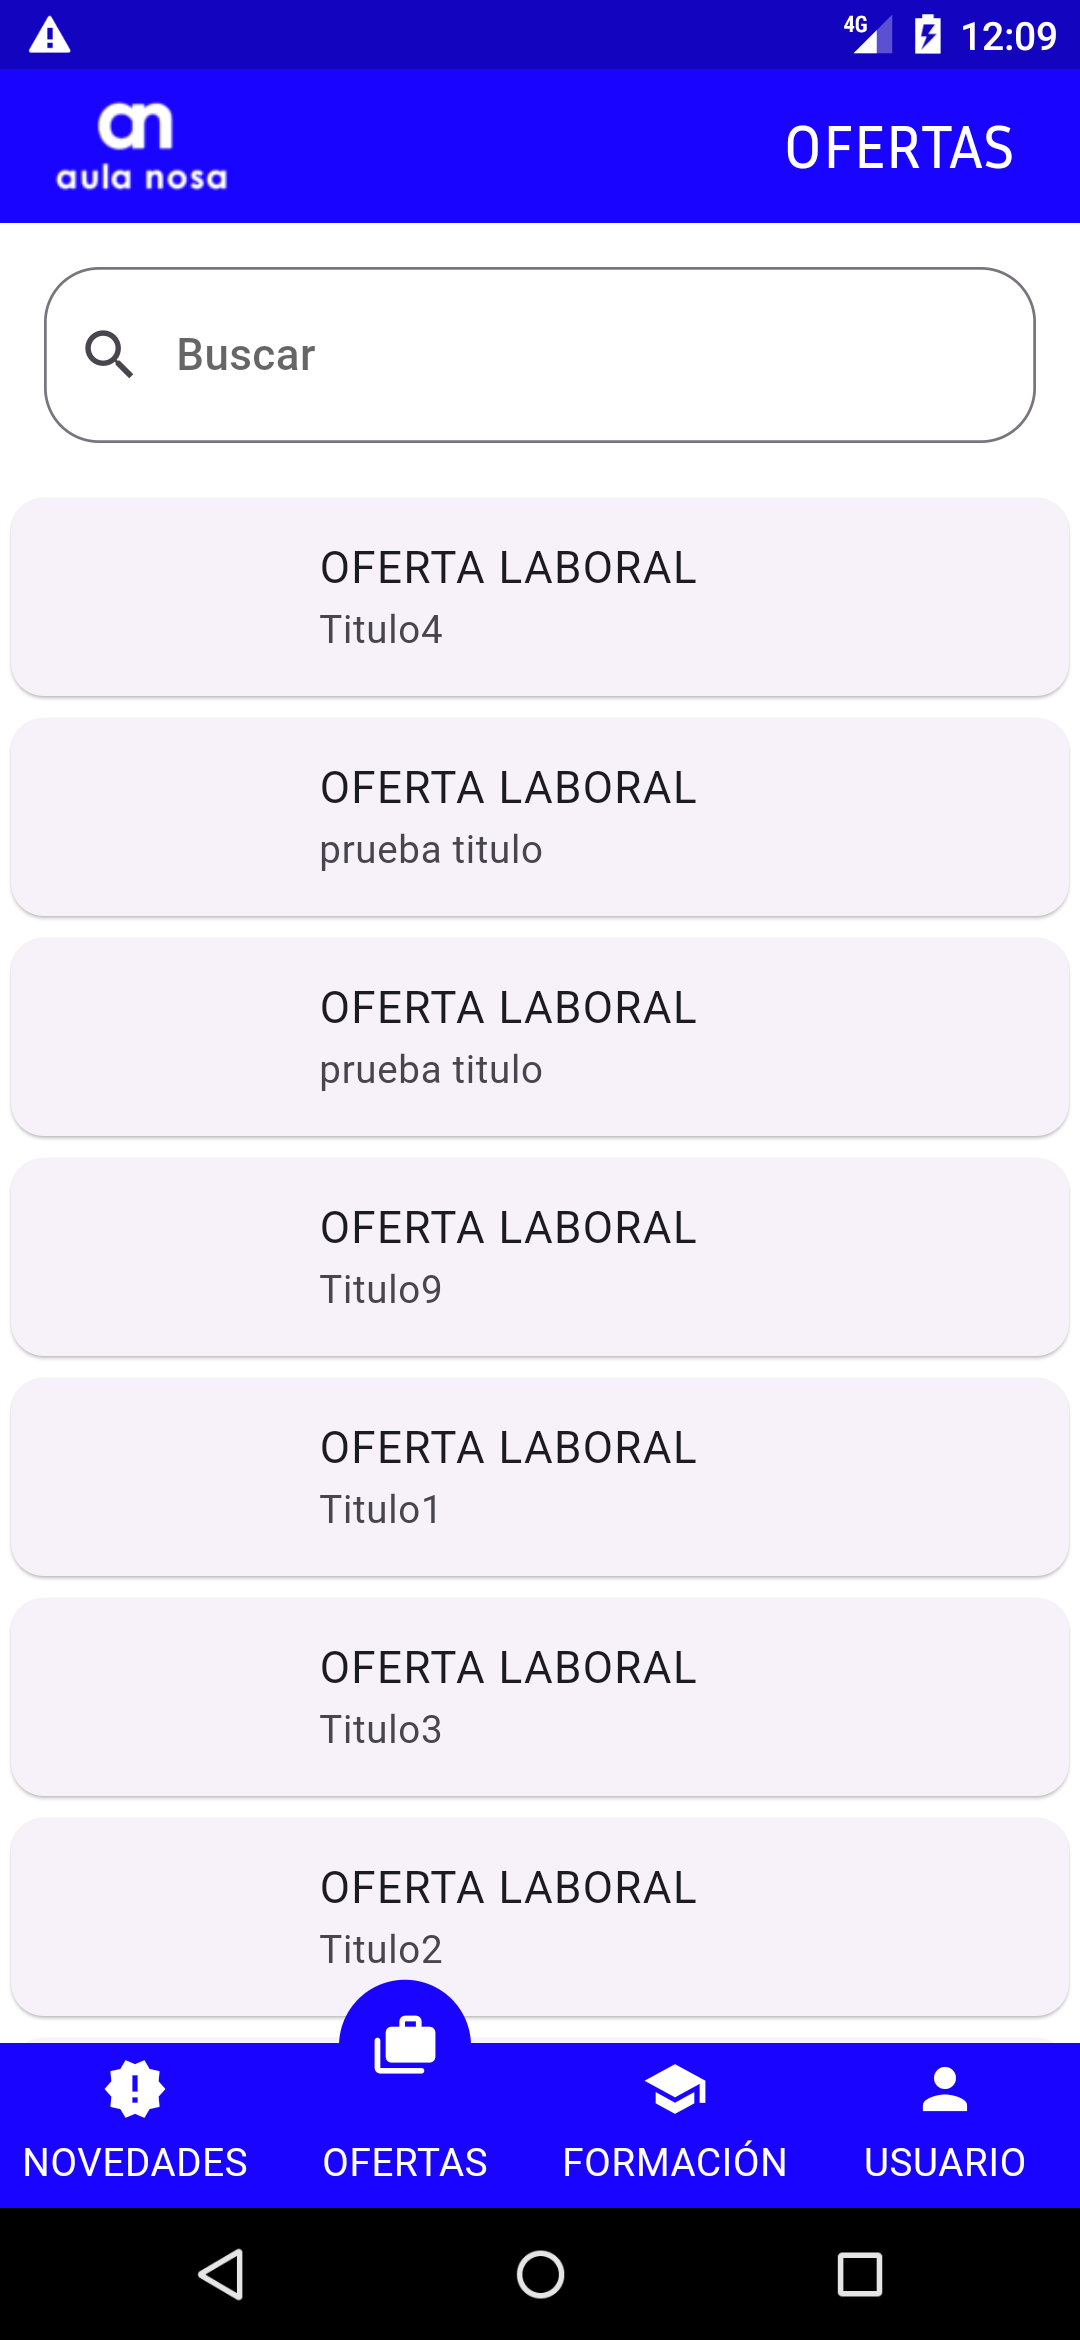 4G 12:09
an
aula nosa
OFERTAS
Buscar
OFERTA LABORAL
Titulo4
OFERTA LABORAL
prueba titulo
OFERTA LABORAL
prueba titulo
OFERTA LABORAL
Titulo9
OFERTA LABORAL
Titulo1
OFERTA LABORAL
Titulo3
OFERTA LABORAL
Titulo2
NOVEDADES
OFERTAS
FORMACIÓN
USUARIO